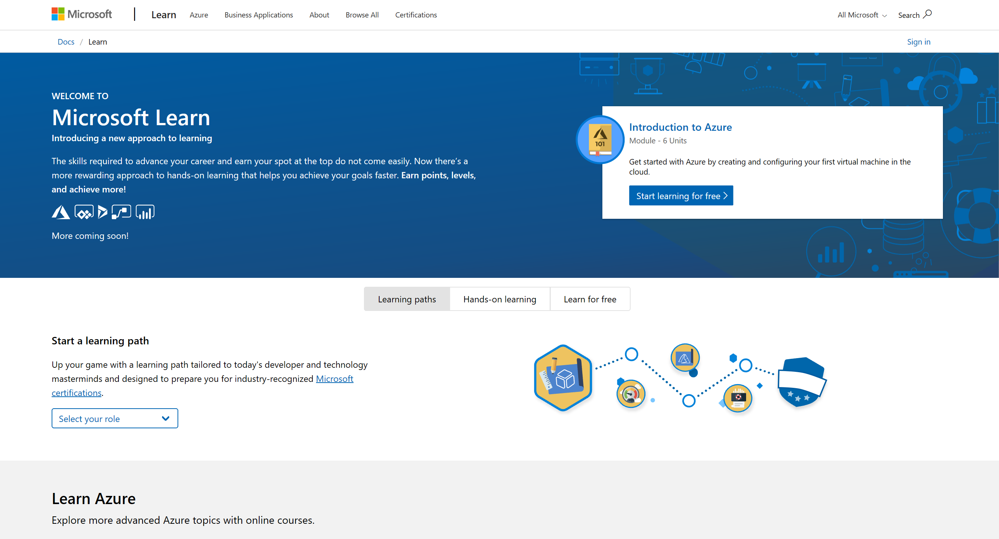 Microsoft | Learn Azure Business Applications About Browse All Certifications All Microsoft Search
Docs / Learn Sign in
WELCOME TO
Microsoft Learn
Introducing a new approach to learning
The skills required to advance your career and earn your spot at the top do not come easily. Now there’s a
more rewarding approach to hands-on learning that helps you achieve your goals faster. Earn points, levels,
and achieve more!
More coming soon!
101
Introduction to Azure
Module - 6 Units
Get started with Azure by creating and configuring your first virtual machine in the
cloud.
Start learning for free
Learning paths Hands-on learning Learn for free
Start a learning path
Up your game with a learning path tailored to today's developer and technology
masterminds and designed to prepare you for industry-recognized Microsoft
certifications.
Select your role
Learn Azure
Explore more advanced Azure topics with online courses.